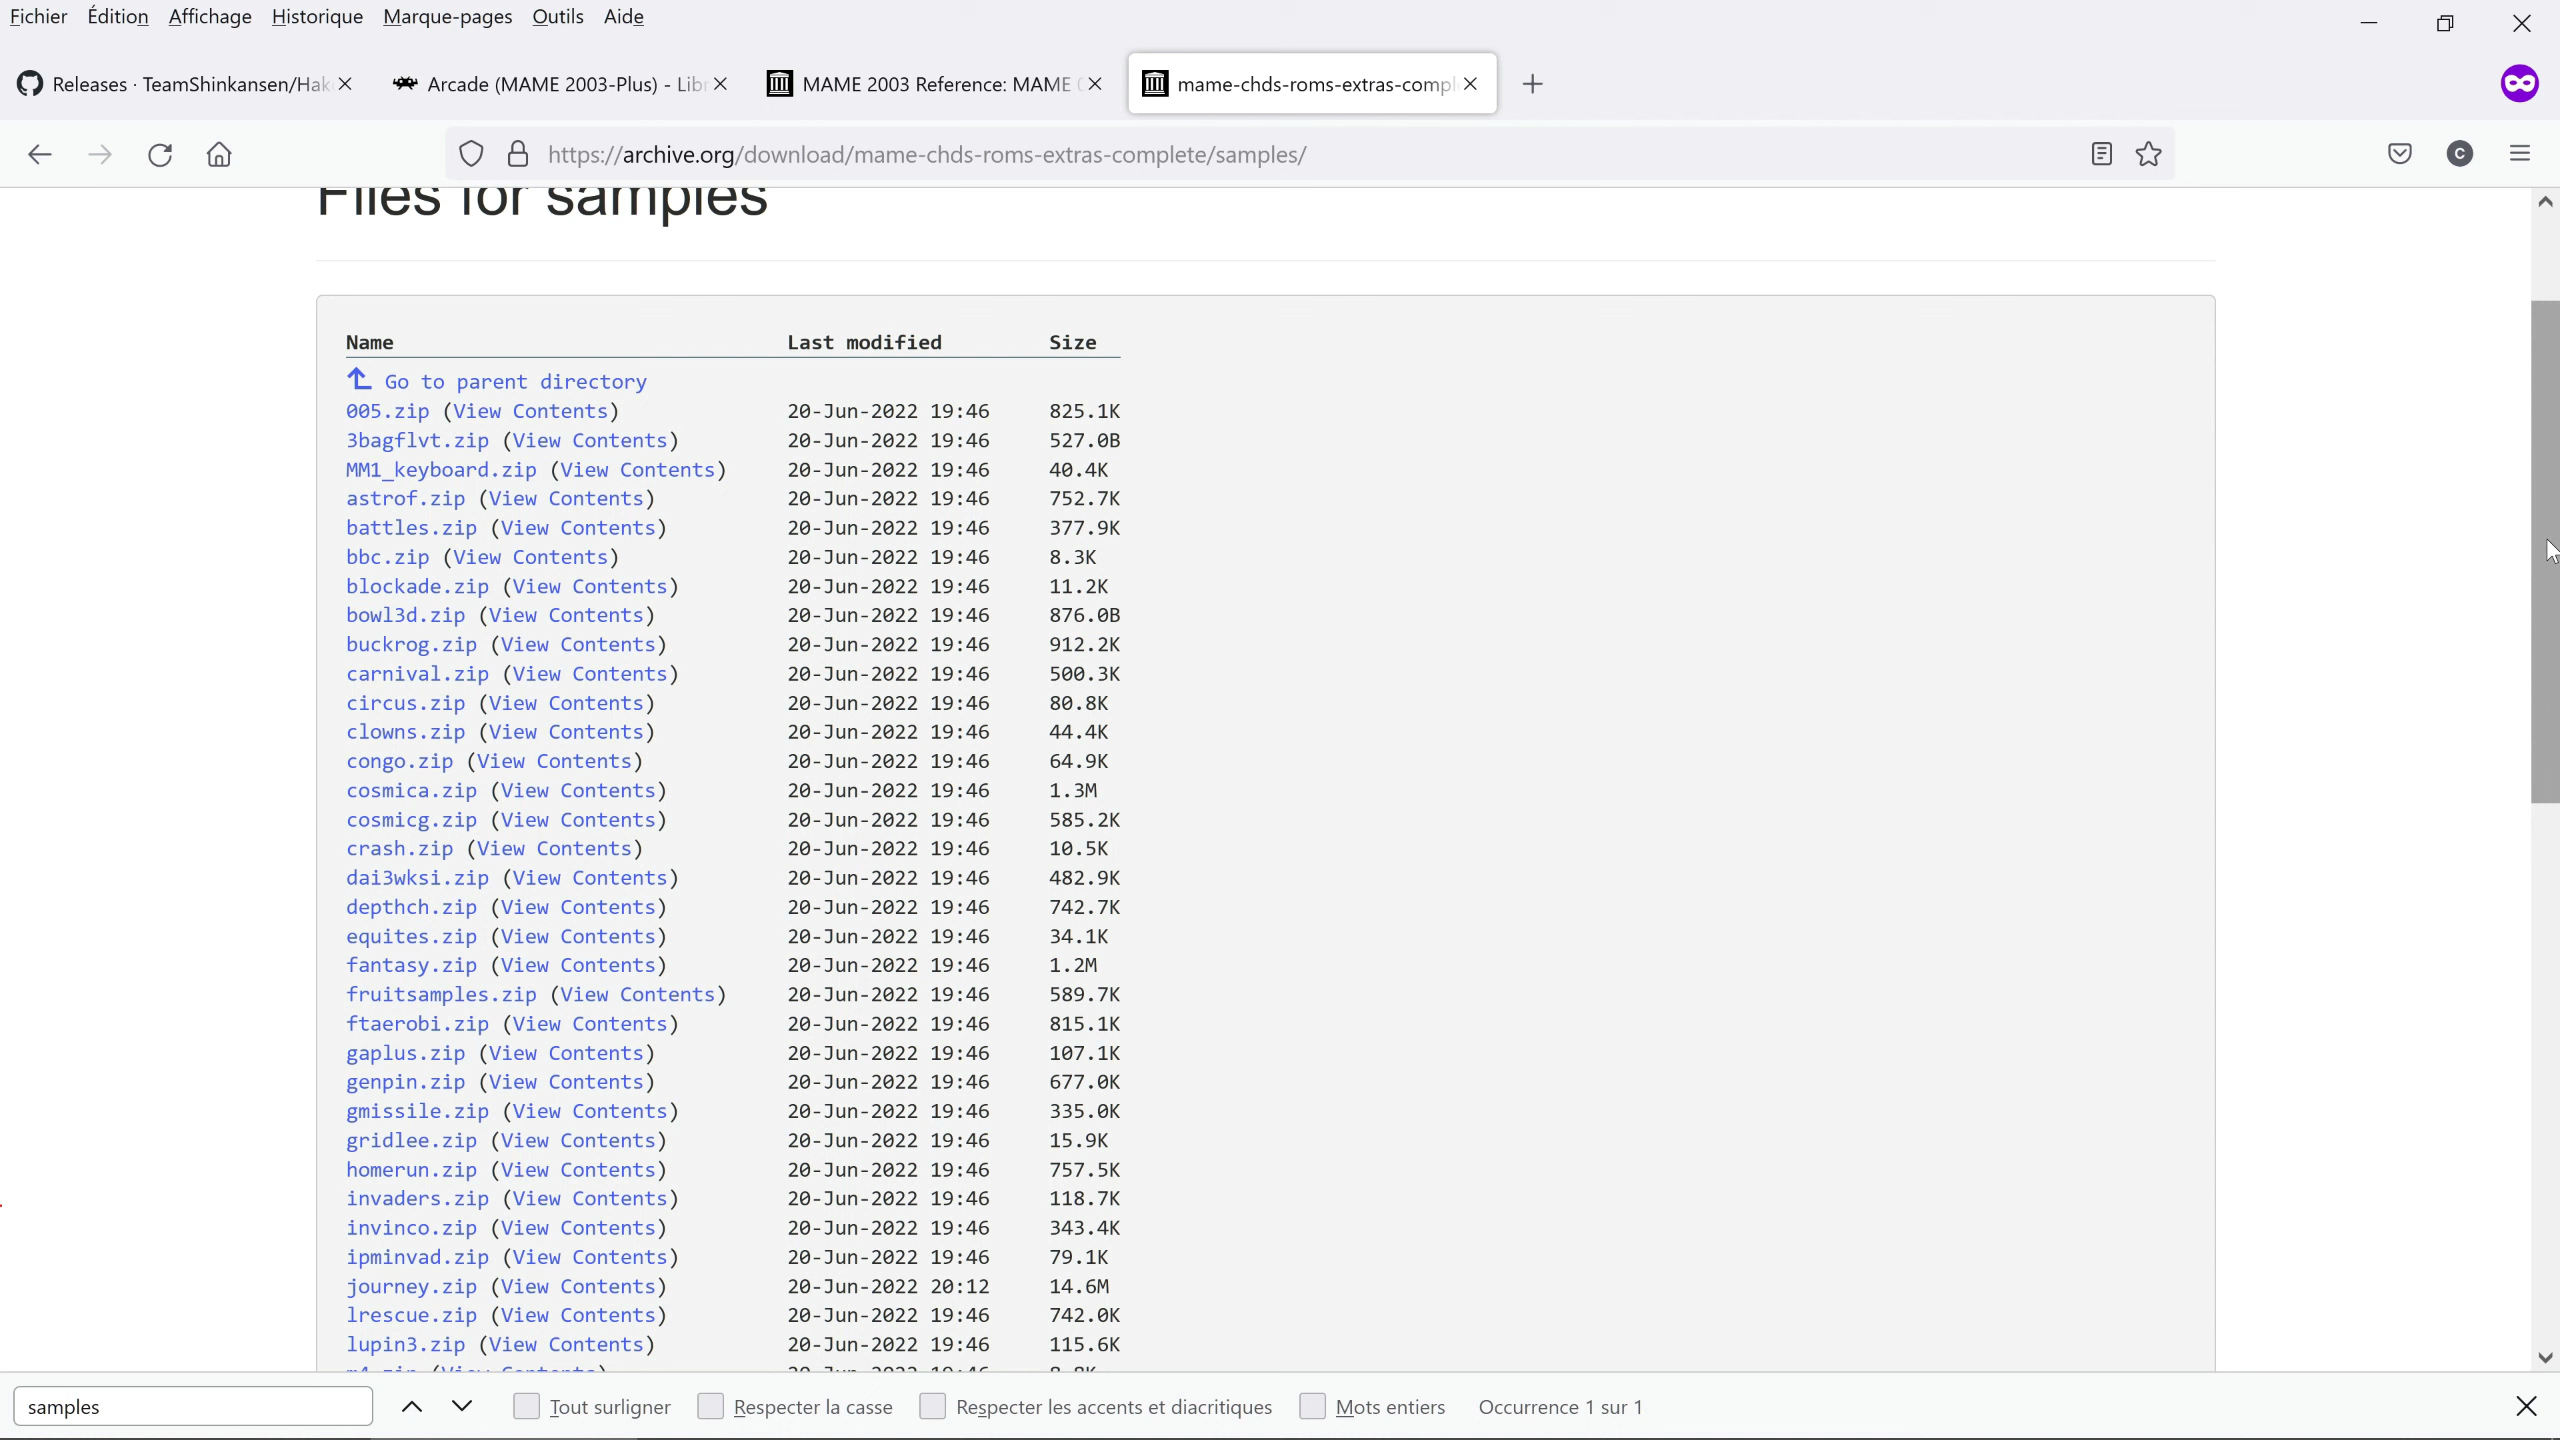 Fichier Édition Affichage Historique Marque-pages Outils Aide
Releases · TeamShinkansen/Hak Arcade (MAME 2003-Plus) - Libr MAME 2003 Reference: MAME mame-chds-roms-extras-compl
https://archive.org/download/mame-chds-roms-extras-complete/samples/ C
Files for samples
Name Last modified Size
Go to parent directory
005.zip (View Contents) 20-Jun-2022 19:46 825.1K
3bagflvt.zip (View Contents) 20-Jun-2022 19:46 527.0B
MM1_keyboard.zip (View Contents) 20-Jun-2022 19:46 40.4K
astrof.zip (View Contents) 20-Jun-2022 19:46 752.7K
battles.zip (View Contents) 20-Jun-2022 19:46 377.9K
bbc.zip (View Contents) 20-Jun-2022 19:46 8.3K
blockade.zip (View Contents) 20-Jun-2022 19:46 11.2K
bowl3d.zip (View Contents) 20-Jun-2022 19:46 876.0B
buckrog.zip (View Contents) 20-Jun-2022 19:46 912.2K
carnival.zip (View Contents) 20-Jun-2022 19:46 500.3K
circus.zip (View Contents) 20-Jun-2022 19:46 80.8K
clowns.zip (View Contents) 20-Jun-2022 19:46 44.4K
congo.zip (View Contents) 20-Jun-2022 19:46 64.9K
cosmica.zip (View Contents) 20-Jun-2022 19:46 1.3M
cosmicg.zip (View Contents) 20-Jun-2022 19:46 585.2K
crash.zip (View Contents) 20-Jun-2022 19:46 10.5K
dai3wksi.zip (View Contents) 20-Jun-2022 19:46 482.9K
depthch.zip (View Contents) 20-Jun-2022 19:46 742.7K
equites.zip (View Contents) 20-Jun-2022 19:46 34.1K
fantasy.zip (View Contents) 20-Jun-2022 19:46 1.2M
fruitsamples.zip (View Contents) 20-Jun-2022 19:46 589.7K
ftaerobi.zip (View Contents) 20-Jun-2022 19:46 815.1K
gaplus.zip (View Contents) 20-Jun-2022 19:46 107.1K
genpin.zip (View Contents) 20-Jun-2022 19:46 677.0K
gmissile.zip (View Contents) 20-Jun-2022 19:46 335.0K
gridlee.zip (View Contents) 20-Jun-2022 19:46 15.9K
homerun.zip (View Contents) 20-Jun-2022 19:46 757.5K
invaders.zip (View Contents) 20-Jun-2022 19:46 118.7K
invinco.zip (View Contents) 20-Jun-2022 19:46 343.4K
ipminvad.zip (View Contents) 20-Jun-2022 19:46 79.1K
journey.zip (View Contents) 20-Jun-2022 20:12 14.6M
lrescue.zip (View Contents) 20-Jun-2022 19:46 742.0K
lupin3.zip (View Contents) 20-Jun-2022 19:46 115.6K
samples Tout surligner Respecter la casse Respecter les accents et diacritiques Mots entiers Occurrence 1 sur 1